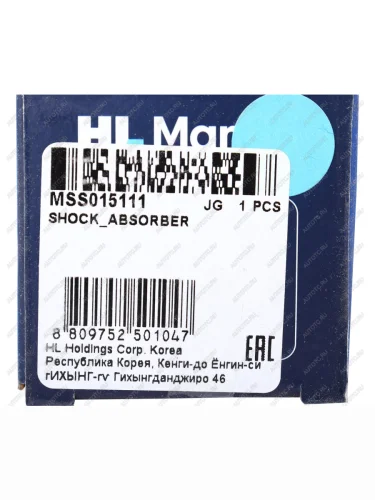 HL Man
MSS015111 JG 1 PCS
SHOCK_ABSORBER
8 809752 501047
HL Holdings Corp. Korea
Республика Корея, Кенги-до Ёнгин-си
гИХЫНГ-гу Гихынгданджиро 46
EAC